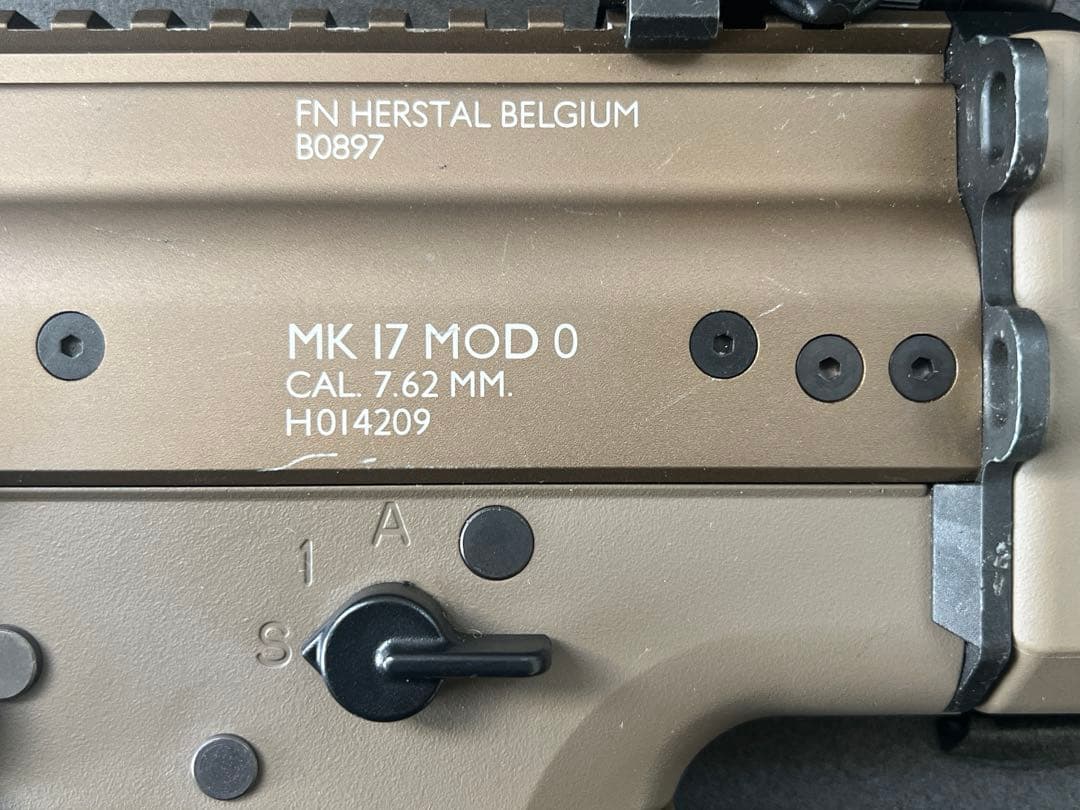 FN HERSTAL BELGIUM
B0897
MK 17 MOD 0
CAL. 7.62 MM.
H014209
A
1
S